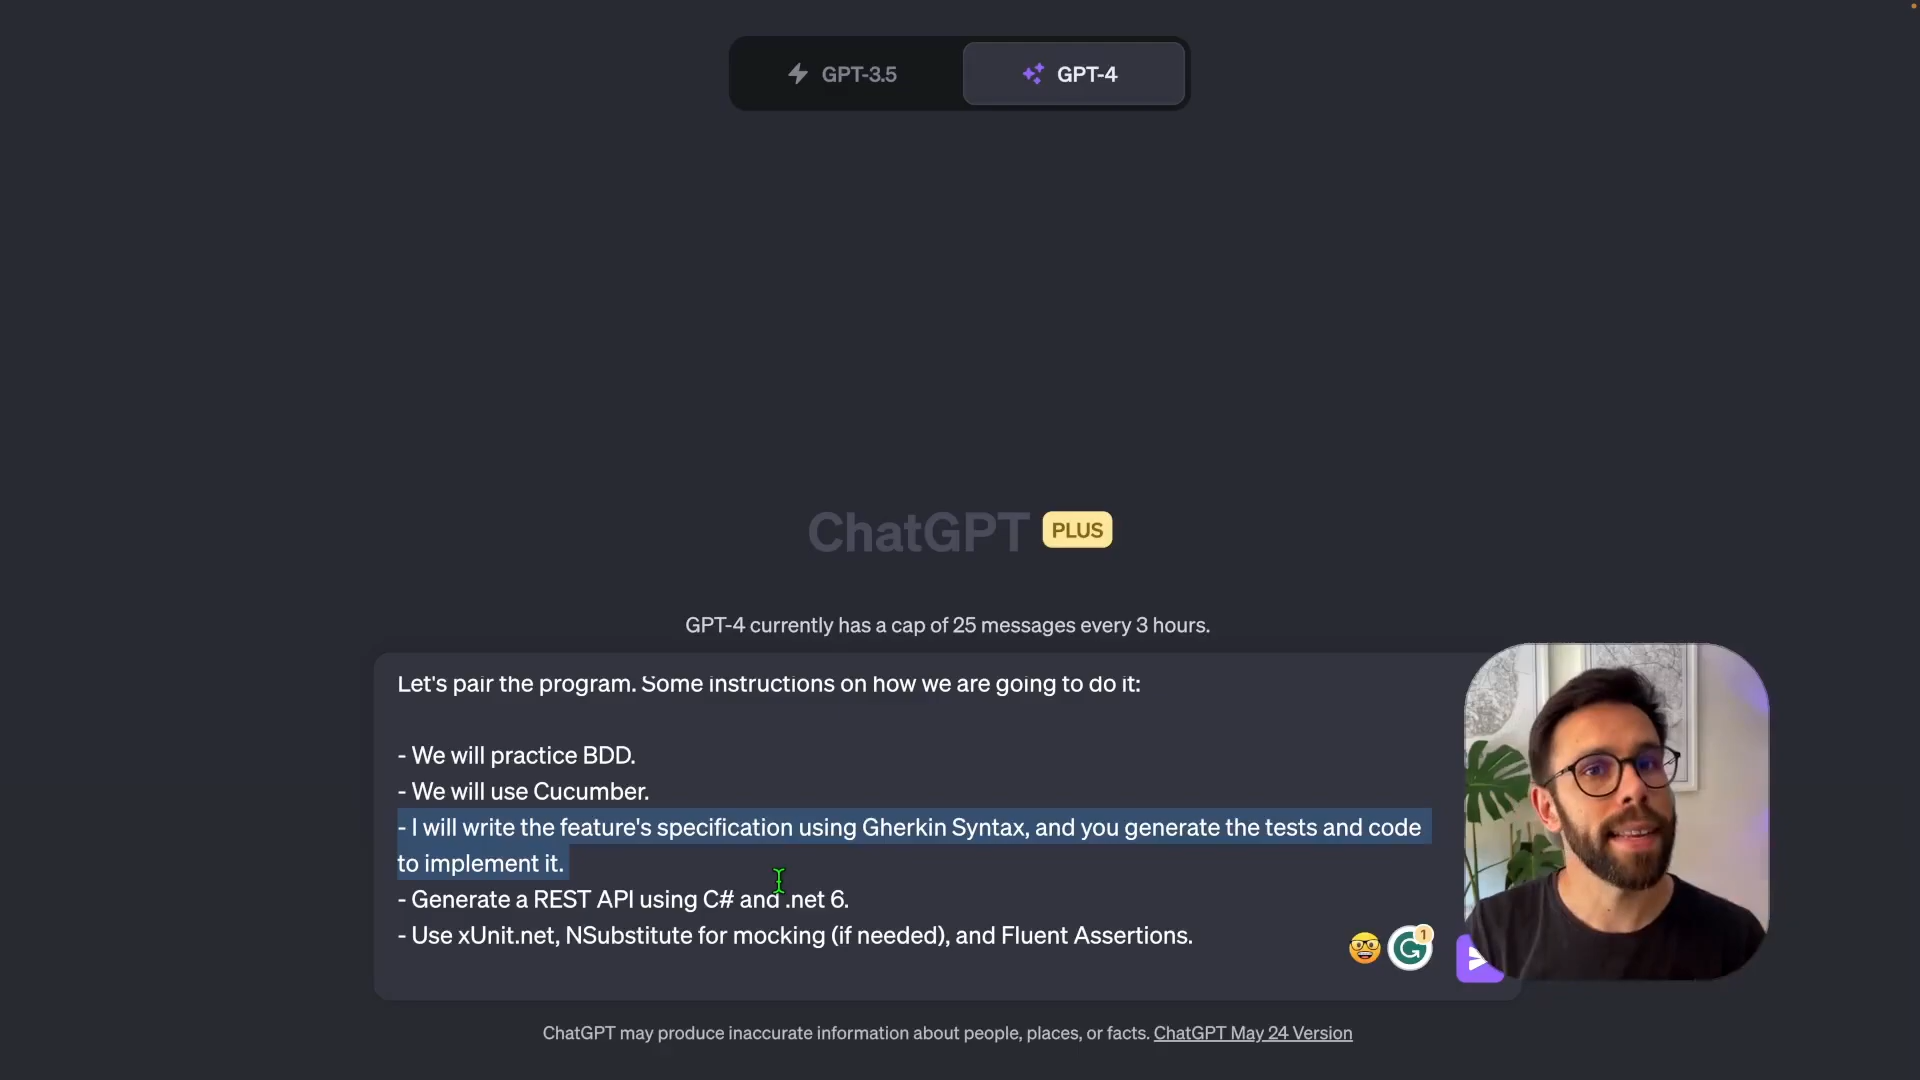 GPT-3.5
GPT-4
ChatGPT PLUS
GPT-4 currently has a cap of 25 messages every 3 hours.
Let's pair the program. Some instructions on how we are going to do it:
- We will practice BDD.
- We will use Cucumber.
- I will write the feature's specification using Gherkin Syntax, and you generate the tests and code
to implement it.
- Generate a REST API using C# and .net 6.
- Use xUnit.net, NSubstitute for mocking (if needed), and Fluent Assertions.
1
ChatGPT may produce inaccurate information about people, places, or facts. ChatGPT May 24 Version